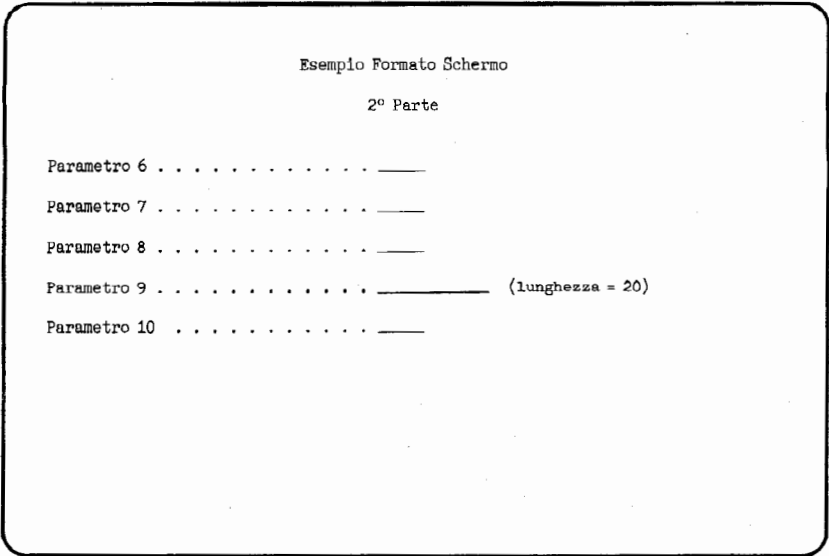 Esempio Formato Schermo
2º Parte
Parametro 6 . . . . . . . . . . . . ____
Parametro 7 . . . . . . . . . . . . ____
Parametro 8 . . . . . . . . . . . . ____
Parametro 9 . . . . . . . . . . . . __________ (lunghezza = 20)
Parametro 10 . . . . . . . . . . . ____